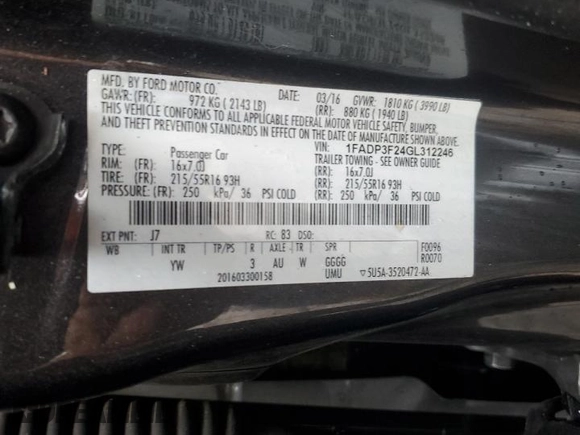 MFD. BY FORD MOTOR CO. DATE: 03/16 GVWR: 1810 KG ( 3990 LB)
GAWR:(FR): 972 KG ( 2143 LB) (RR): 880 KG ( 1940 LB)
THIS VEHICLE CONFORMS TO ALL APPLICABLE FEDERAL MOTOR VEHICLE SAFETY, BUMPER,
AND THEFT PREVENTION STANDARDS IN EFFECT ON THE DATE OF MANUFACTURE SHOWN ABOVE.
VIN: 1FADP3F24GL312246
TYPE: Passenger Car TRAILER TOWING - SEE OWNER GUIDE
RIM: (FR) 16x7.0J (RR): 16x7.0J
TIRE: (FR) 215/55R16 93H (RR): 215/55R16 93H
PRESSURE: (FR) 250 kPa/ 36 PSI COLD (RR) 250 kPa/ 36 PSI COLD
EXT PNT: J7 RC: 83 DSO: F0096
WB INT TR TP/PS R AXLE TR SPR R0070
YW 3 AU W GGGG
201603300158 UMU 5U5A-3520472-AA